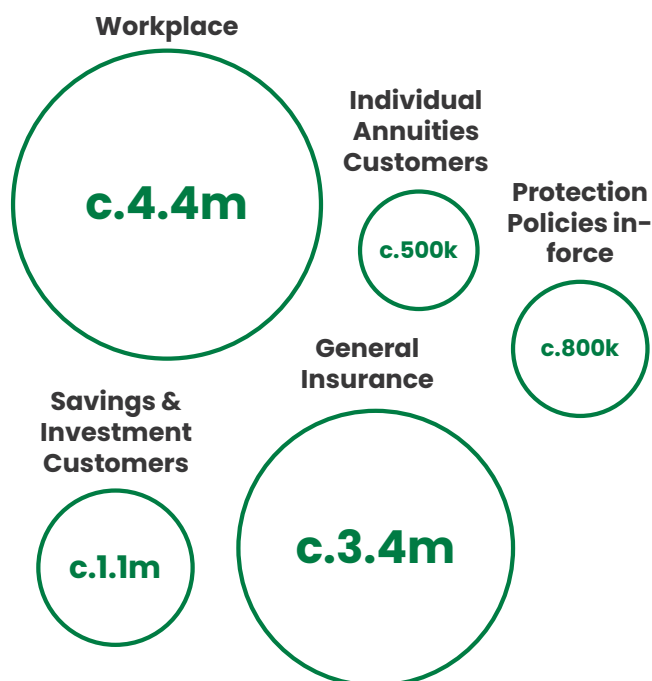 Workplace
c.4.4m
Individual
Annuities
Customers
c.500k
Protection
Policies in-
force
c.800k
General
Insurance
c.3.4m
Savings &
Investment
Customers
c.1.1m